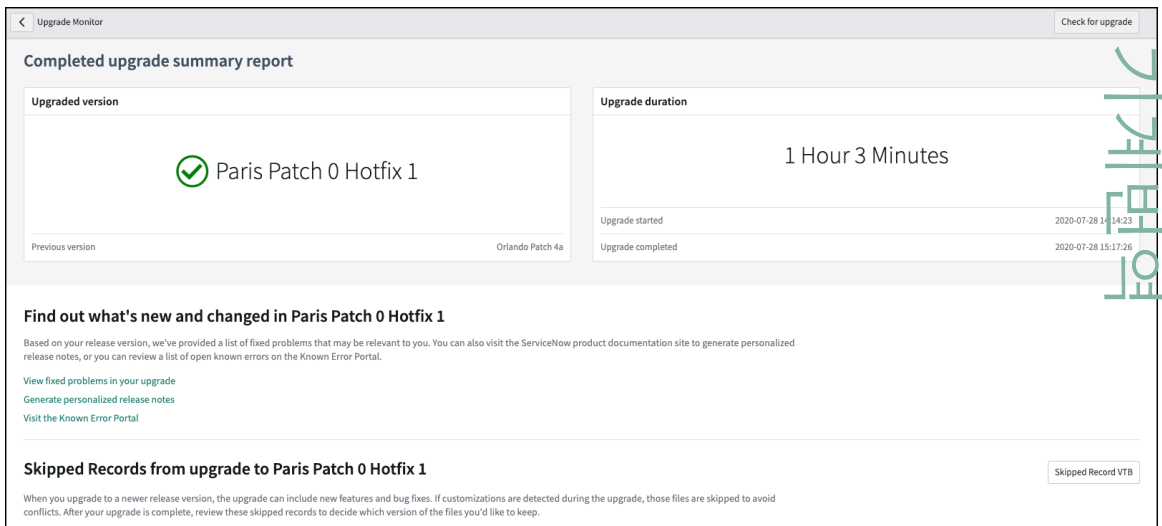 Upgrade Monitor
Check for upgrade
Completed upgrade summary report
Upgraded version
Paris Patch 0 Hotfix 1
Previous version
Orlando Patch 4a
Upgrade duration
1 Hour 3 Minutes
Upgrade started
2020-07-28 14:14:23
Upgrade completed
2020-07-28 15:17:26
Find out what's new and changed in Paris Patch 0 Hotfix 1
Based on your release version, we've provided a list of fixed problems that may be relevant to you. You can also visit the ServiceNow product documentation site to generate personalized
release notes, or you can review a list of open known errors on the Known Error Portal.
View fixed problems in your upgrade
Generate personalized release notes
Visit the Known Error Portal
Skipped Records from upgrade to Paris Patch 0 Hotfix 1
Skipped Record VTB
When you upgrade to a newer release version, the upgrade can include new features and bug fixes. If customizations are detected during the upgrade, those files are skipped to avoid
conflicts. After your upgrade is complete, review these skipped records to decide which version of the files you'd like to keep.